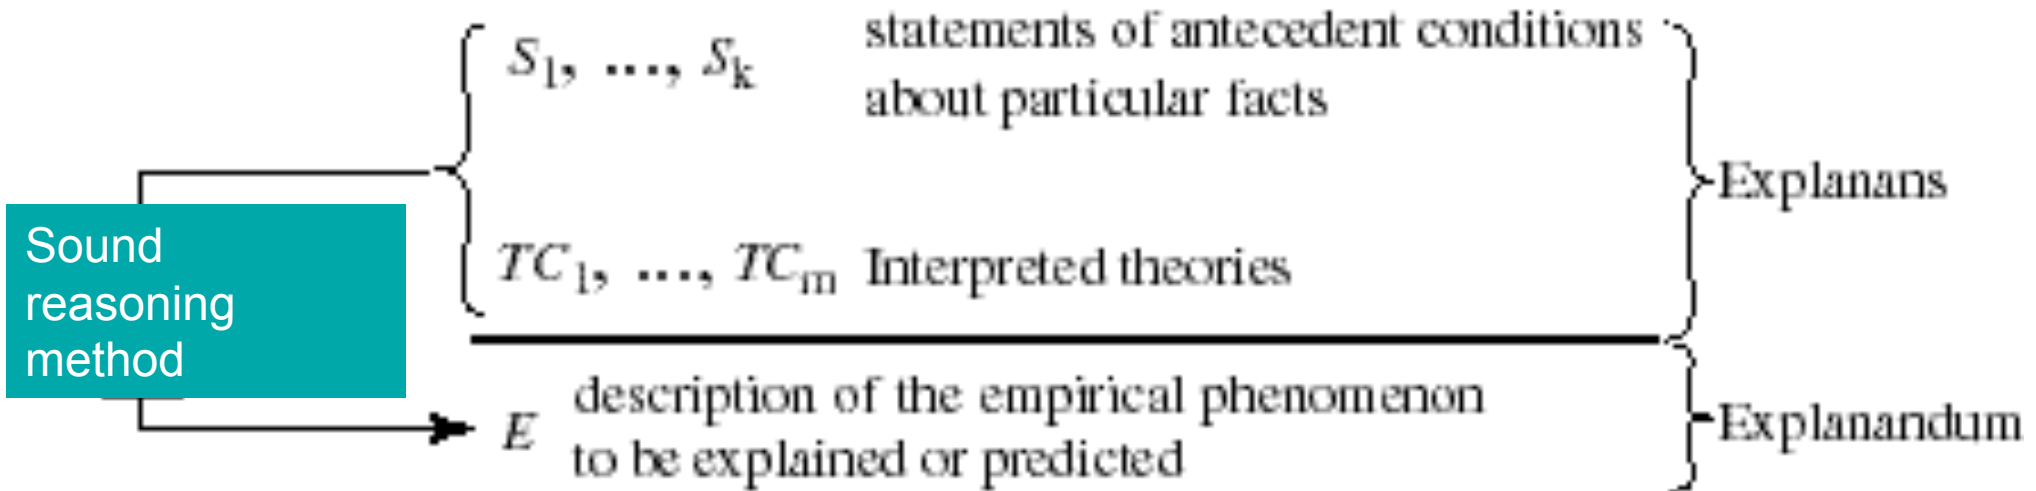 S1, ..., Sk statements of antecedent conditions
about particular facts
Explanans
Sound
reasoning
method
TC1, ..., TCm Interpreted theories
E description of the empirical phenomenon
to be explained or predicted
Explanandum